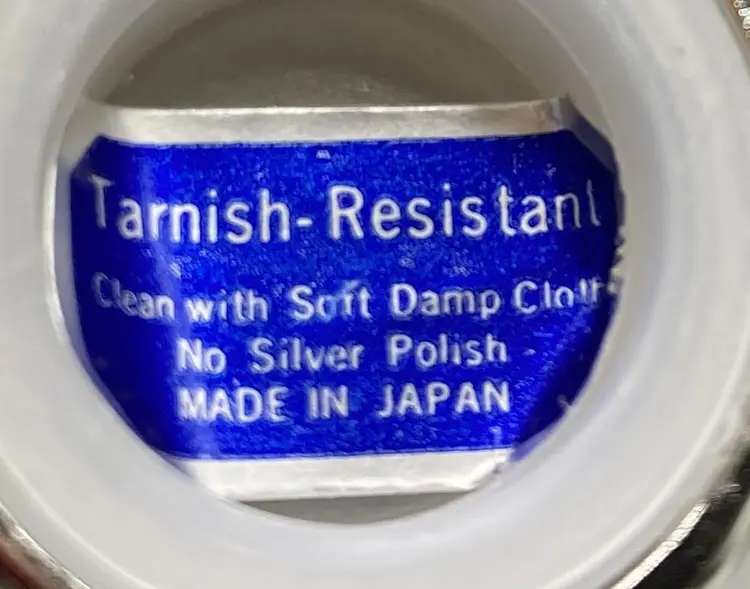 Tarnish-Resistant
Clean with Soft Damp Cloth
No Silver Polish
MADE IN JAPAN